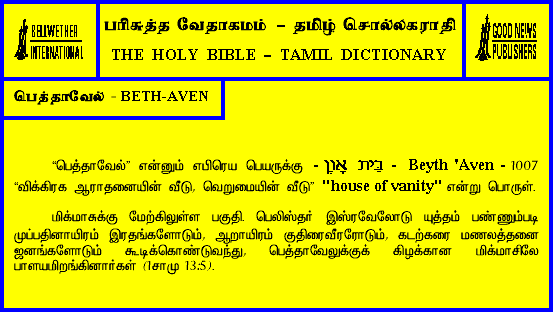 BELLWETHER
INTERNATIONAL
பரிசுத்த வேதாகமம் – தமிழ் சொல்லகராதி
THE HOLY BIBLE – TAMIL DICTIONARY
GOOD NEWS
PUBLISHERS
பெத்தாவேல் - BETH-AVEN
“பெத்தாவேல்” என்னும் எபிரெய பெயருக்கு - בֵּית אָוֶן - Beyth 'Aven - 1007
“விக்கிரக ஆராதனையின் வீடு, வெறுமையின் வீடு” "house of vanity" என்று பொருள்.
மிக்மாசுக்கு மேற்கிலுள்ள பகுதி. பெலிஸ்தர் இஸ்ரவேலோடு யுத்தம் பண்ணும்படி
முப்பதினாயிரம் இரதங்களோடும், ஆறாயிரம் குதிரைவீரரோடும், கடற்கரை மணலத்தனை
ஜனங்களோடும் கூடிக்கொண்டுவந்து, பெத்தாவேலுக்குக் கிழக்கான மிக்மாசிலே
பாளயமிறங்கினார்கள் (1சாமு 13:5).